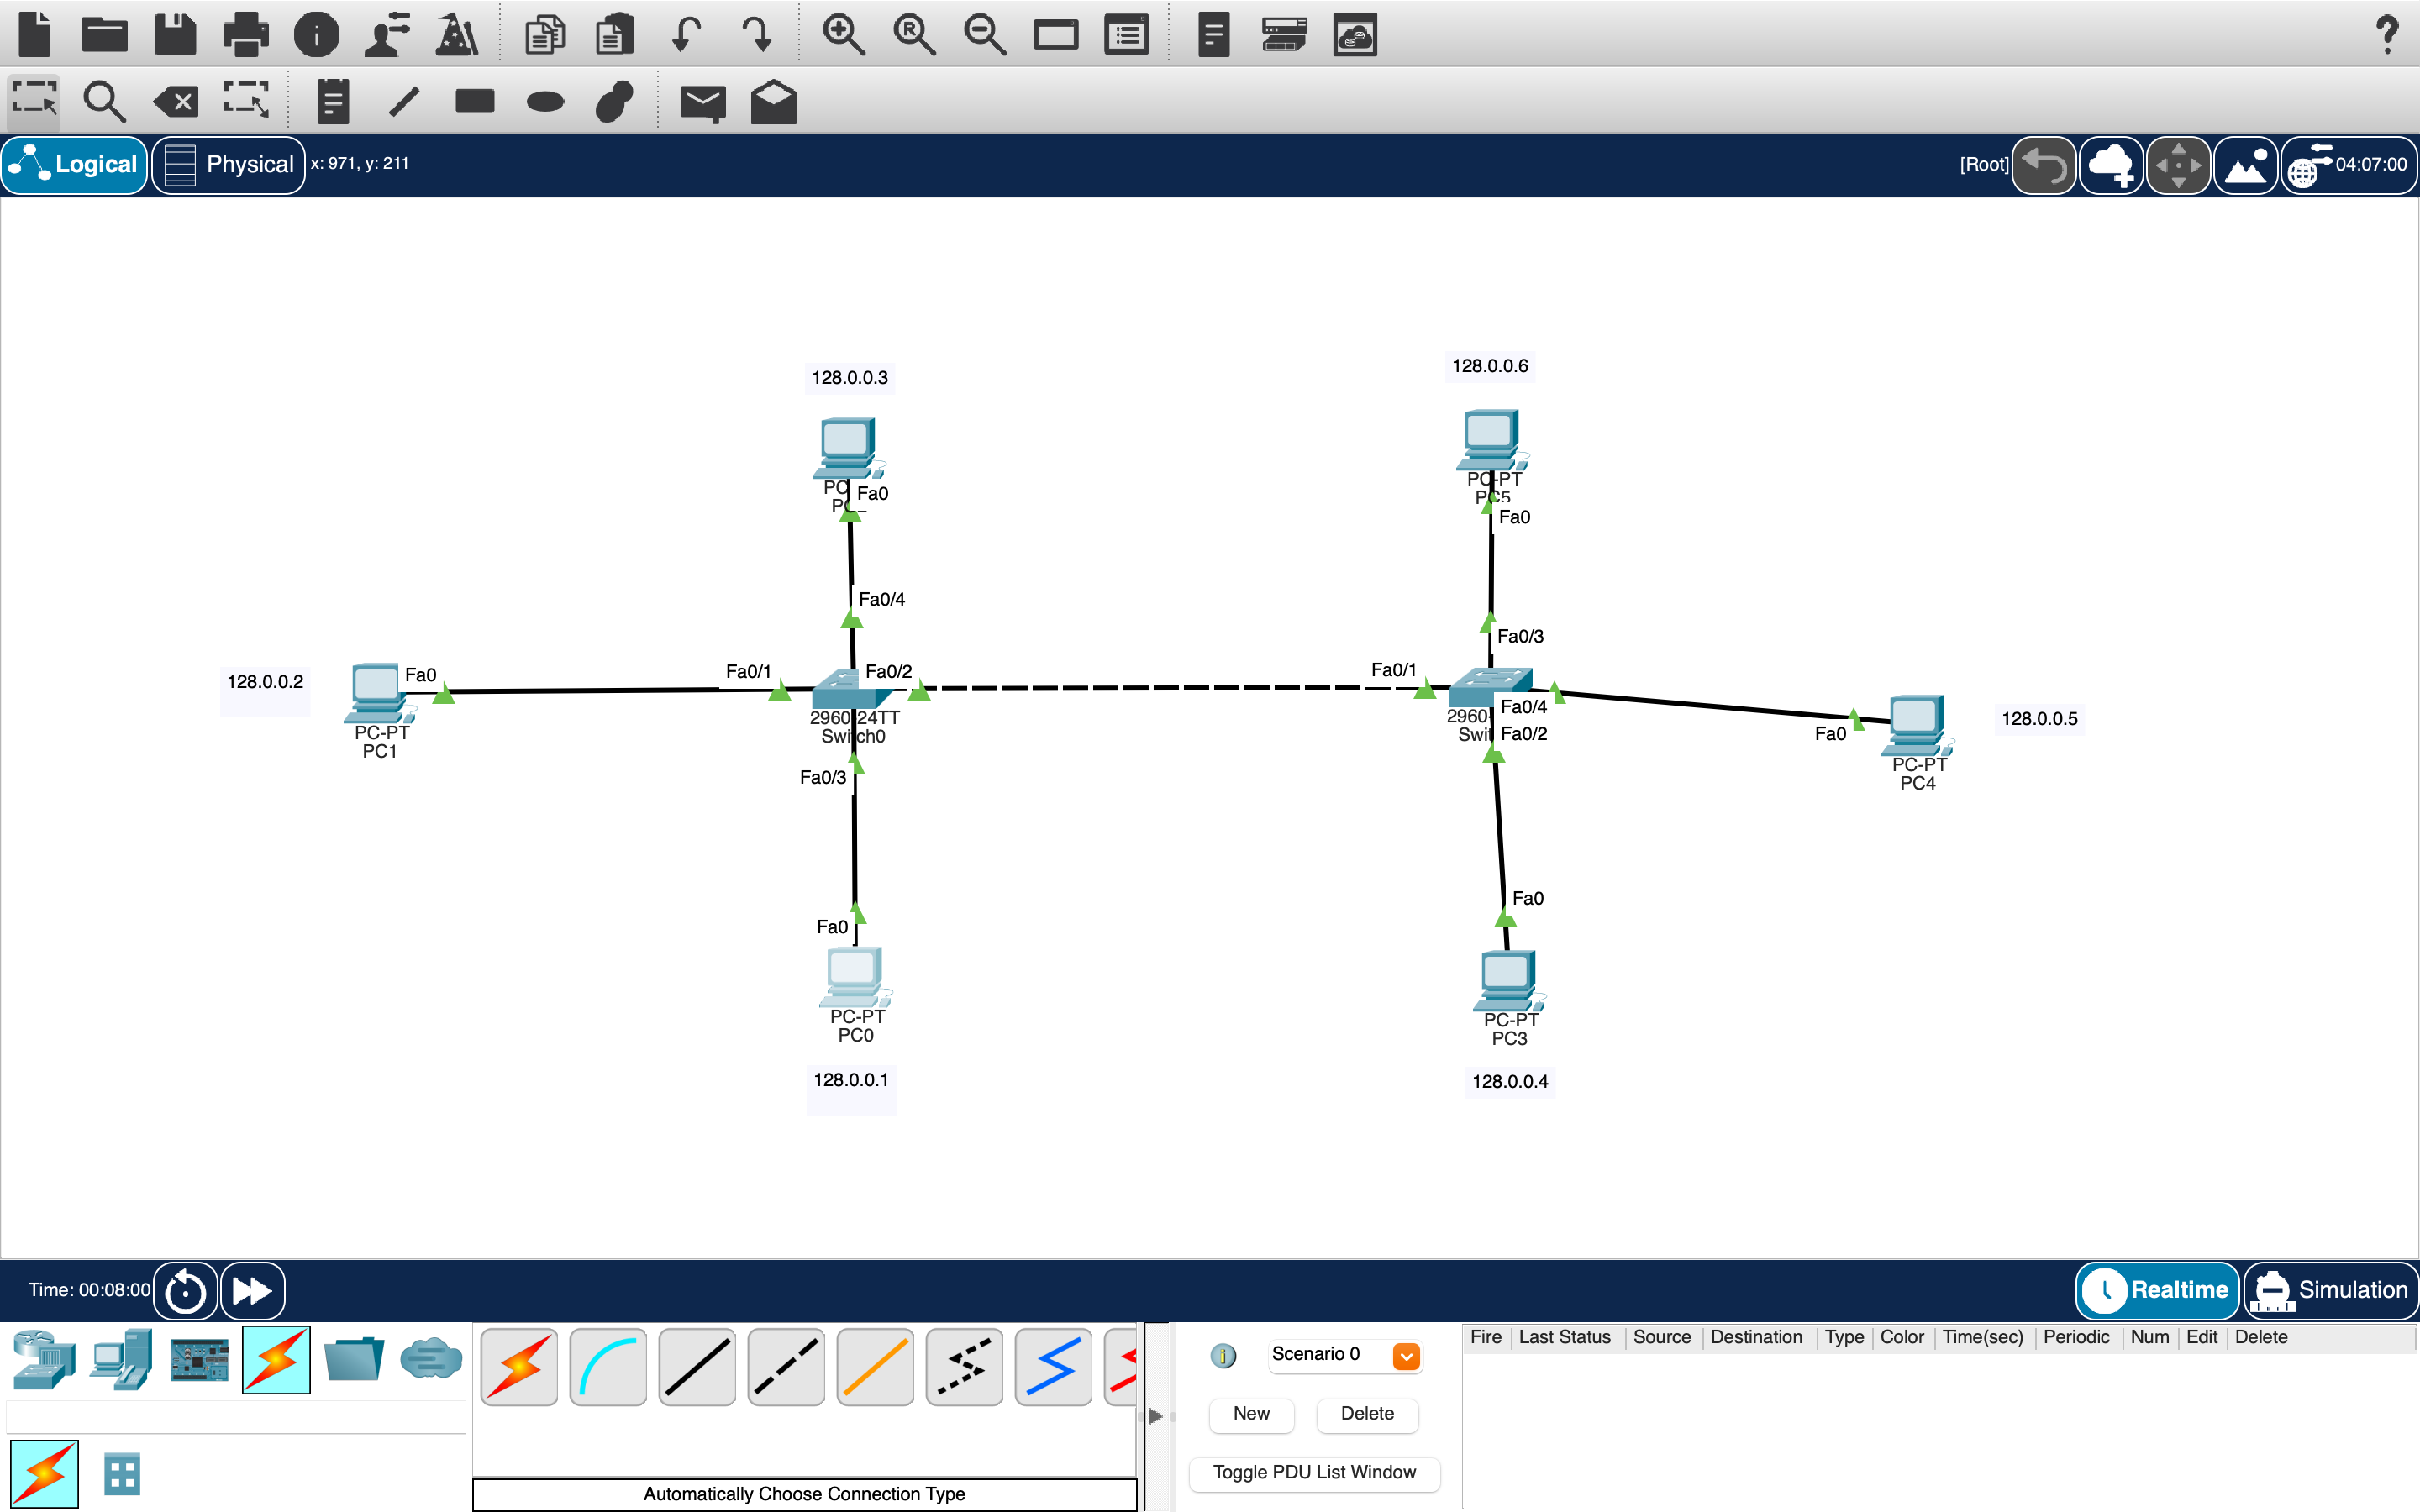 Logical
Physical
x: 971, y: 211
[Root]
04:07:00
128.0.0.3
128.0.0.6
PC
Fa0
PC-PT
PC5
Fa0
Fa0/4
Fa0/3
128.0.0.2
Fa0
Fa0/1
Fa0/2
Fa0/1
PC-PT
PC1
2960-24TT
Switch0
Fa0/4
2960-
Fa0/2
Fa0
128.0.0.5
PC-PT
PC4
Fa0/3
Fa0
Fa0
PC-PT
PC0
PC-PT
PC3
128.0.0.1
128.0.0.4
Time: 00:08:00
Realtime
Simulation
Fire Last Status Source Destination Type Color Time(sec) Periodic Num Edit Delete
Scenario 0
New
Delete
Toggle PDU List Window
Automatically Choose Connection Type